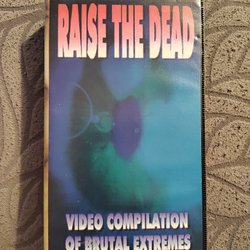 RAISE THE DEAD
VIDEO COMPILATION
OF BRUTAL EXTREMES